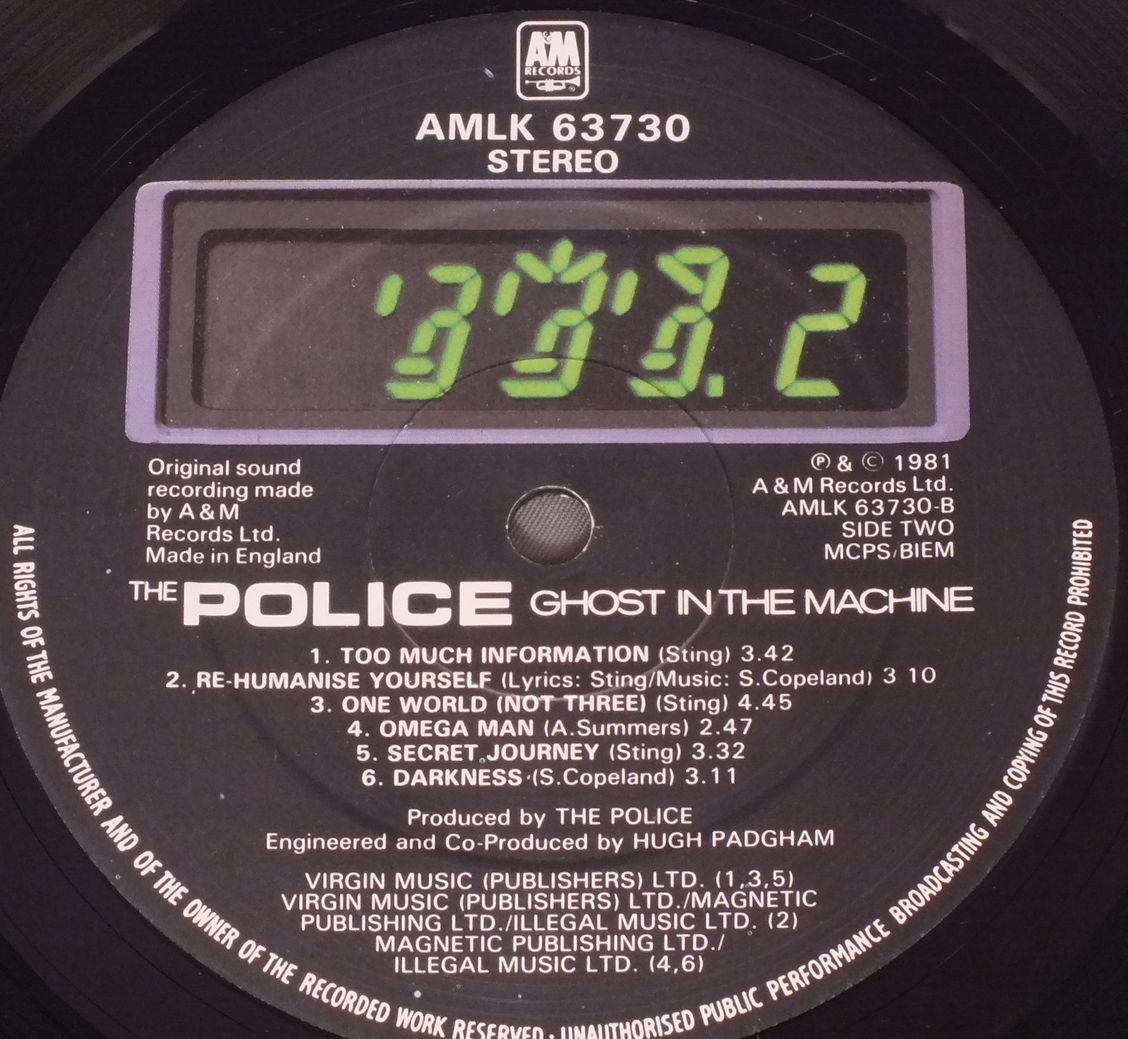 A&M
RECORDS
AMLK 63730
STEREO
. 2
Original sound
recording made
by A & M
Records Ltd.
Made in England
℗ & © 1981
A & M Records Ltd.
AMLK 63730-B
SIDE TWO
MCPS/BIEM
THE POLICE GHOST IN THE MACHINE
1. TOO MUCH INFORMATION (Sting) 3.42
2. RE-HUMANISE YOURSELF (Lyrics: Sting/Music: S.Copeland) 3 10
3. ONE WORLD (NOT THREE) (Sting) 4.45
4. OMEGA MAN (A.Summers) 2.47
5. SECRET JOURNEY (Sting) 3.32
6. DARKNESS (S.Copeland) 3.11
Produced by THE POLICE
Engineered and Co-Produced by HUGH PADGHAM
VIRGIN MUSIC (PUBLISHERS) LTD. (1,3,5)
VIRGIN MUSIC (PUBLISHERS) LTD./MAGNETIC
PUBLISHING LTD./ILLEGAL MUSIC LTD. (2)
MAGNETIC PUBLISHING LTD./
ILLEGAL MUSIC LTD. (4,6)
ALL RIGHTS OF THE MANUFACTURER AND OF THE OWNER OF THE RECORDED WORK RESERVED · UNAUTHORISED PUBLIC PERFORMANCE BROADCASTING AND COPYING OF THIS RECORD PROHIBITED